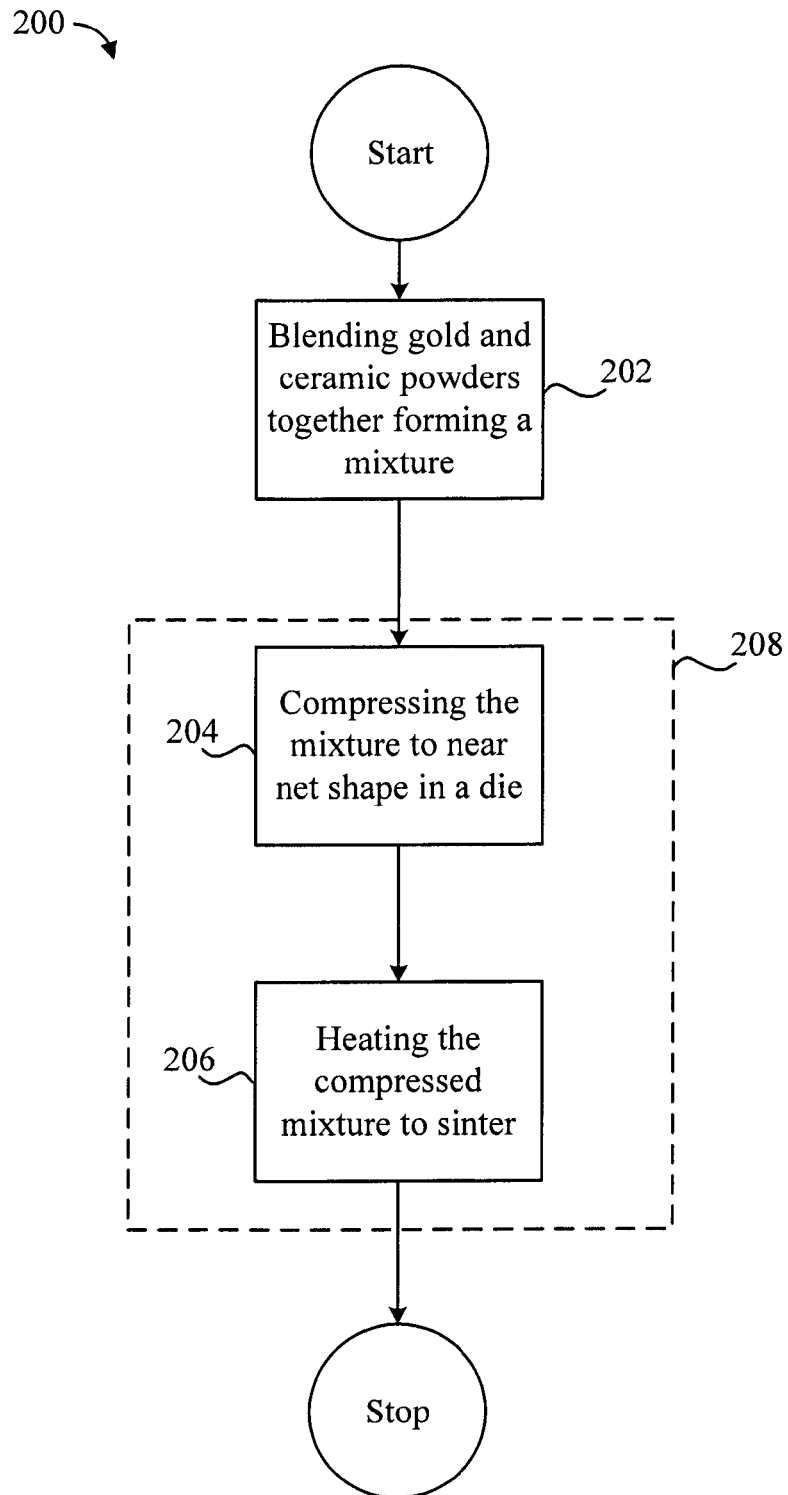 200
Start
Blending gold and
ceramic powders
together forming a
mixture
202
208
204
Compressing the
mixture to near
net shape in a die
206
Heating the
compressed
mixture to sinter
Stop